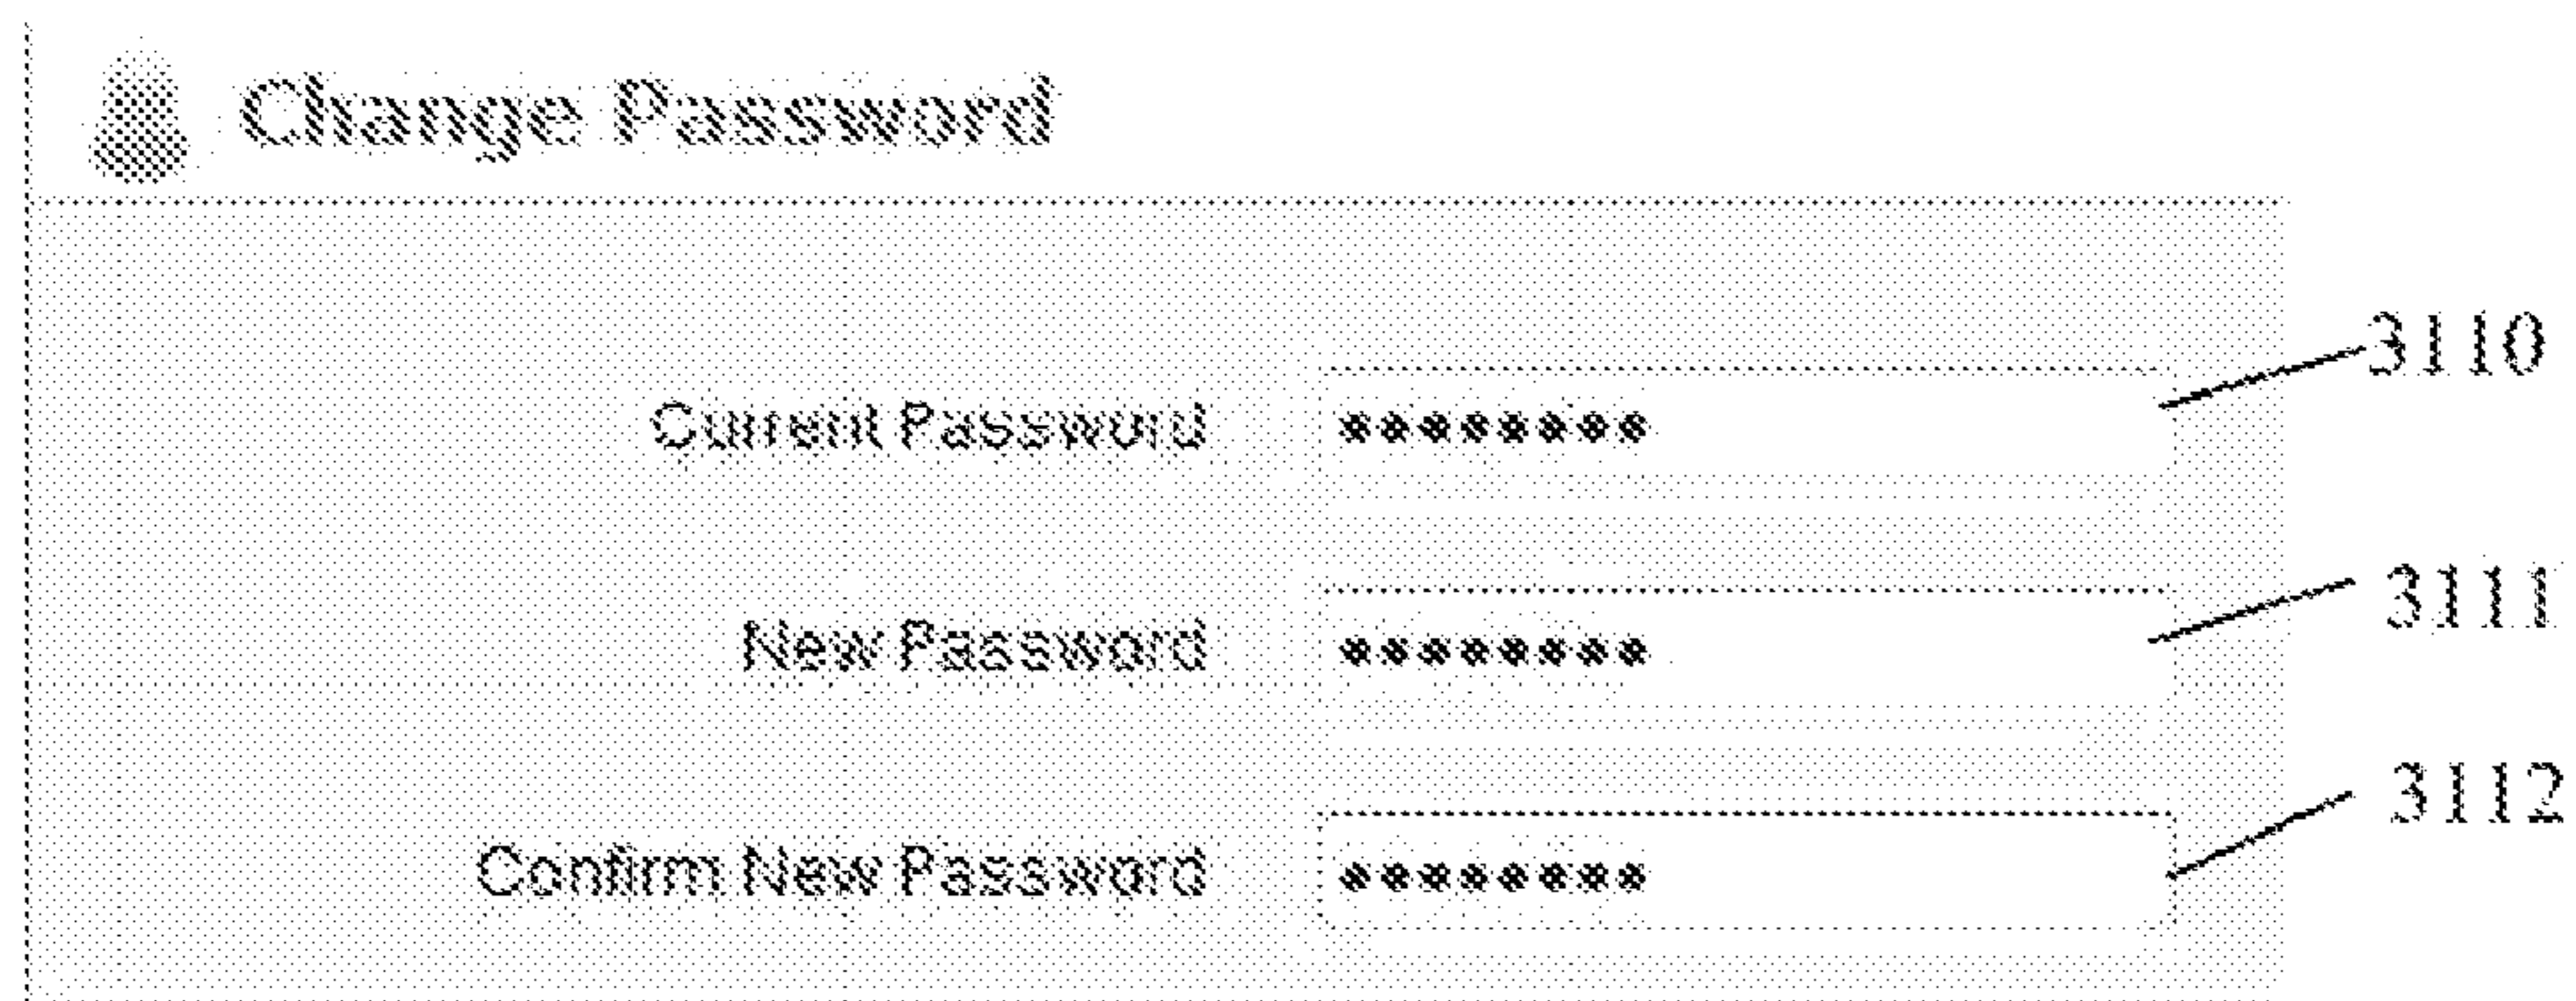 Change Password
Current Password ******** 3110
New Password ******** 3111
Confirm New Password ******** 3112